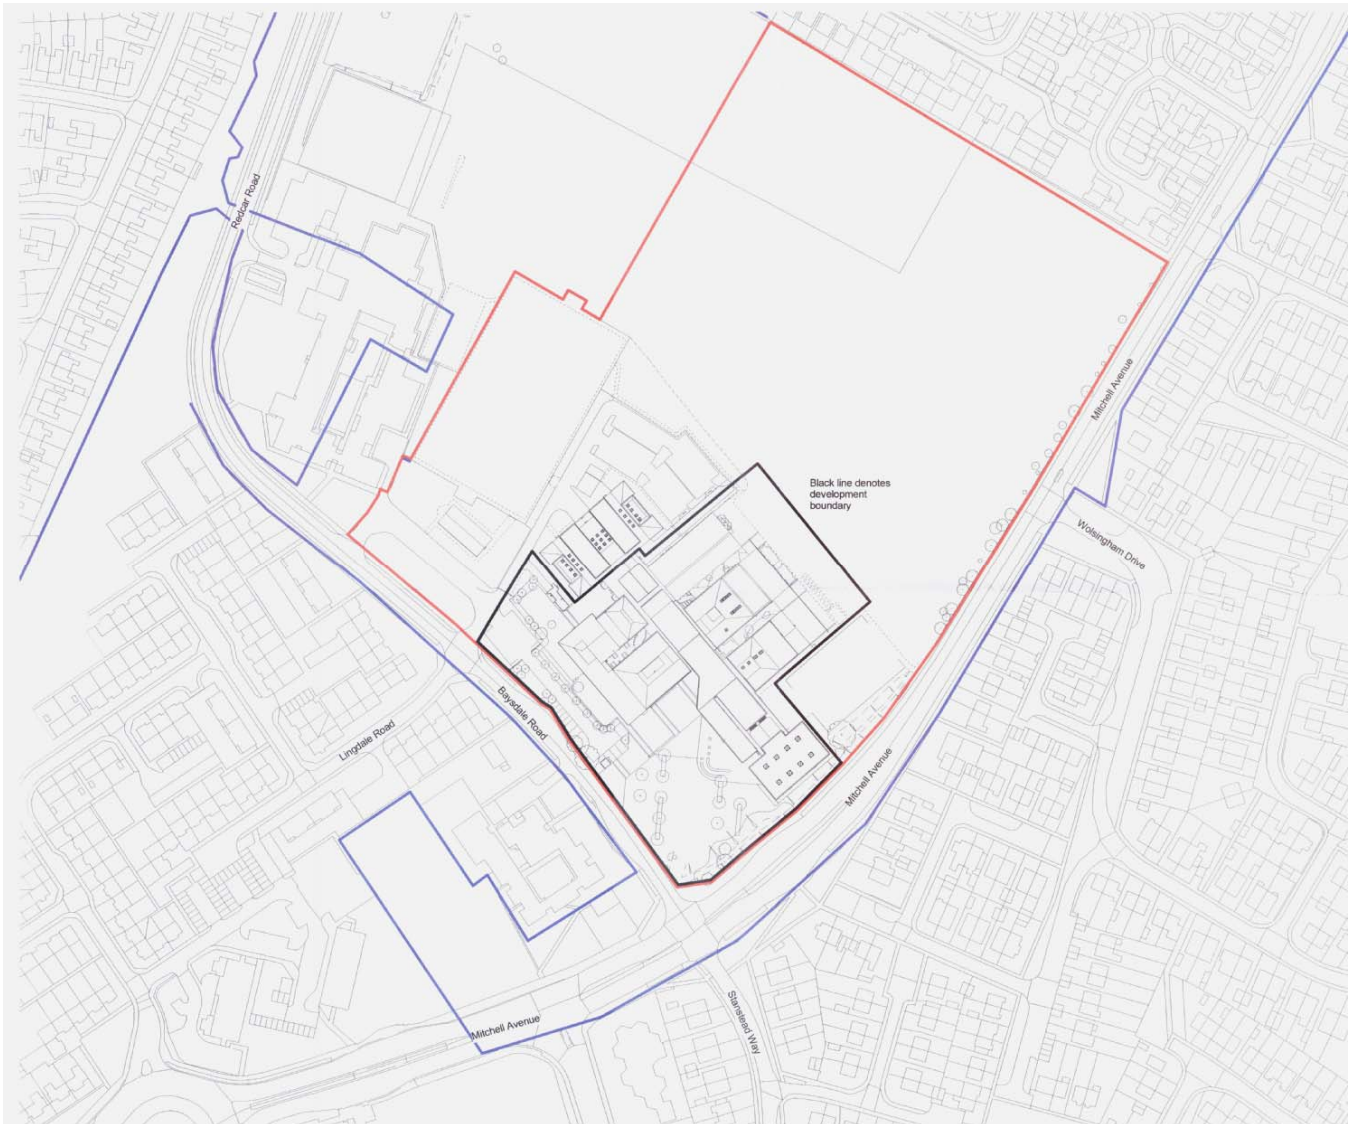 Redcar Road
Mitchell Avenue
Black line denotes
development
boundary
Wolsingham Drive
Baysdale Road
Lingdale Road
Mitchell Avenue
Stanstead Way
Mitchell Avenue